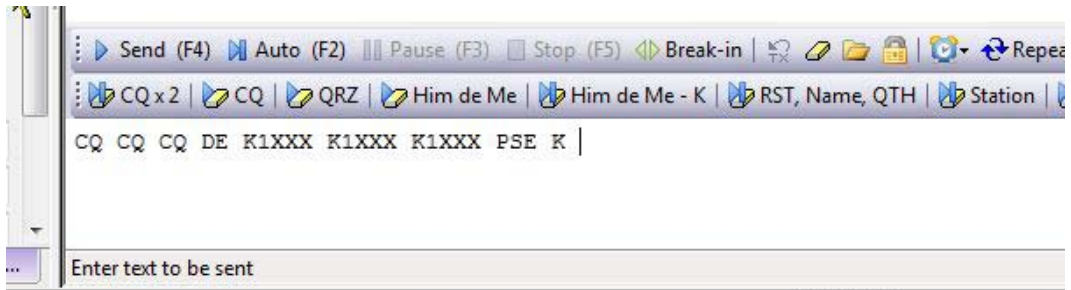 Send (F4) Auto (F2) Pause (F3) Stop (F5) Break-in TX Repea
CQ x 2 | CQ | QRZ | Him de Me | Him de Me - K | RST, Name, QTH | Station |
CQ CQ CQ DE K1XXX K1XXX K1XXX PSE K
... Enter text to be sent